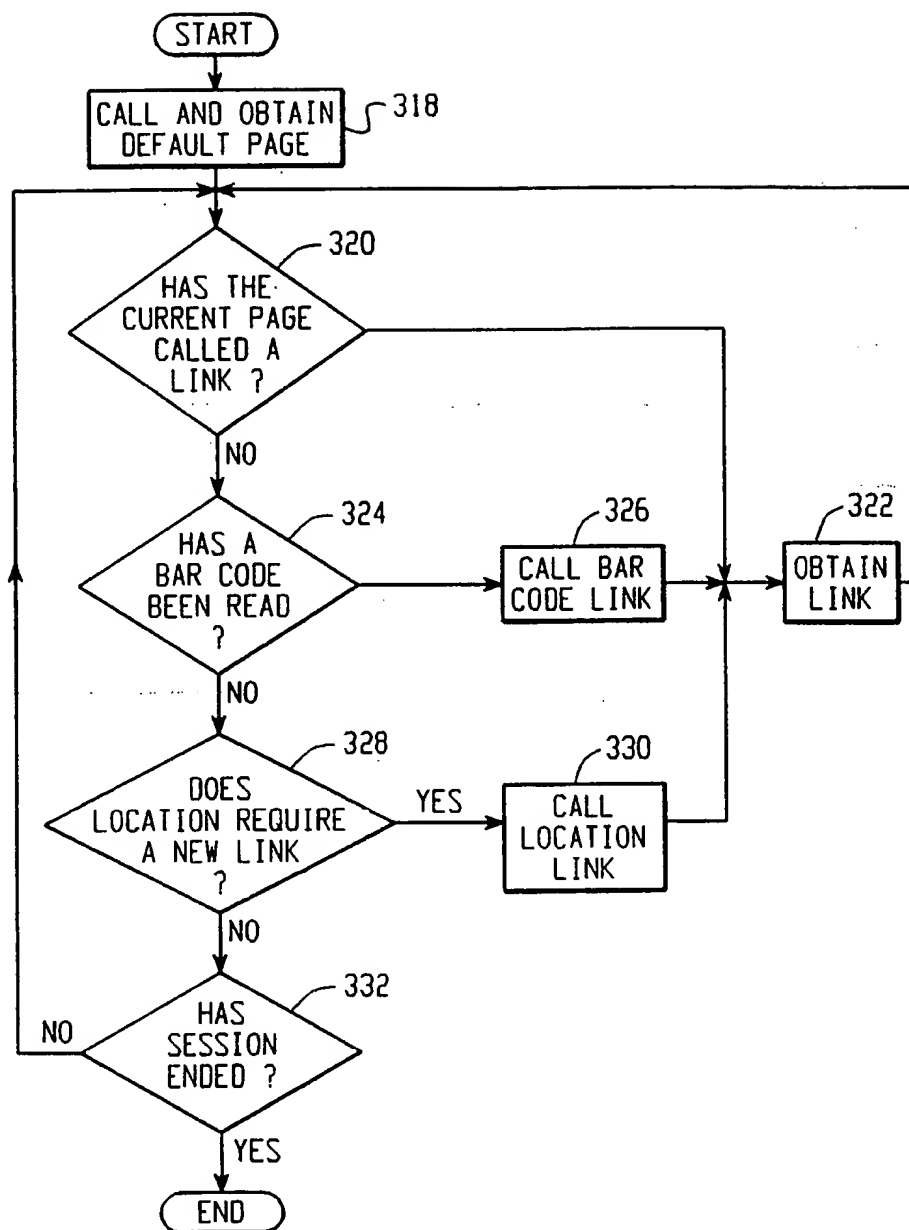 START
CALL AND OBTAIN
DEFAULT PAGE
318
320
HAS THE
CURRENT PAGE
CALLED A
LINK ?
NO
324
HAS A
BAR CODE
BEEN READ
?
326
CALL BAR
CODE LINK
322
OBTAIN
LINK
NO
328
DOES
LOCATION REQUIRE
A NEW LINK
?
YES
330
CALL
LOCATION
LINK
NO
332
HAS
SESSION
ENDED ?
NO
YES
END